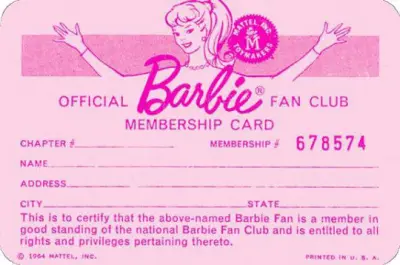 MATTEL, INC.
M
TOYMAKERS
OFFICIAL Barbie® FAN CLUB
MEMBERSHIP CARD
CHAPTER # MEMBERSHIP # 678574
NAME
ADDRESS
CITY STATE
This is to certify that the above-named Barbie Fan is a member in
good standing of the national Barbie Fan Club and is entitled to all
rights and privileges pertaining thereto.
© 1964 MATTEL, INC. PRINTED IN U. S. A.